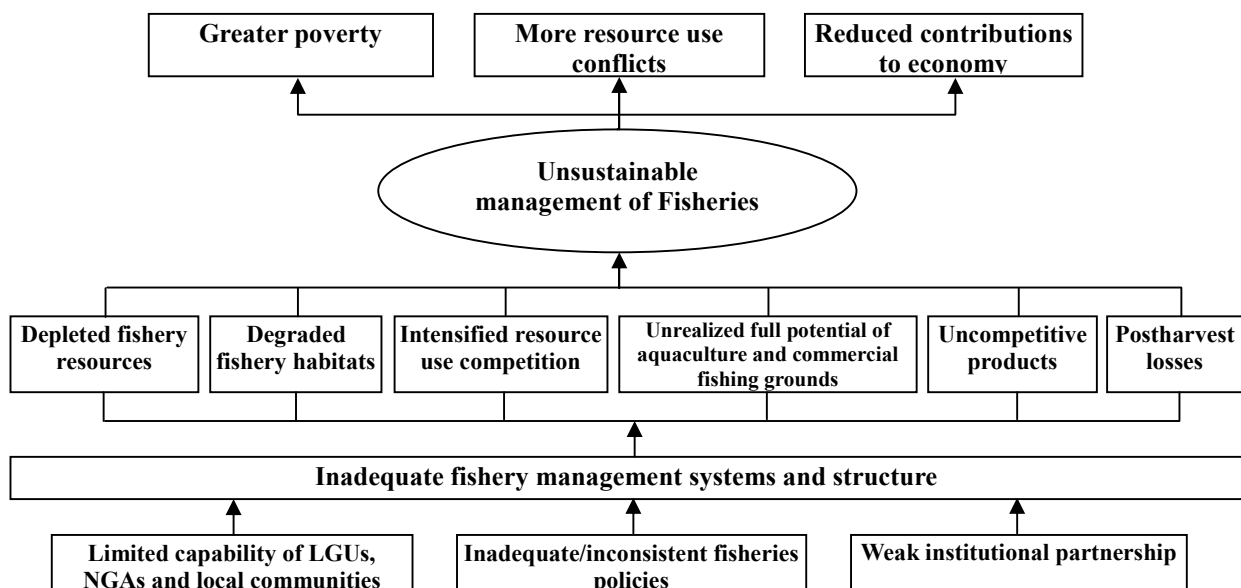 Greater poverty
More resource use
conflicts
Reduced contributions
to economy
Unsustainable
management of Fisheries
Depleted fishery
resources
Degraded
fishery habitats
Intensified resource
use competition
Unrealized full potential of
aquaculture and commercial
fishing grounds
Uncompetitive
products
Postharvest
losses
Inadequate fishery management systems and structure
Limited capability of LGUs,
NGAs and local communities
Inadequate/inconsistent fisheries
policies
Weak institutional partnership